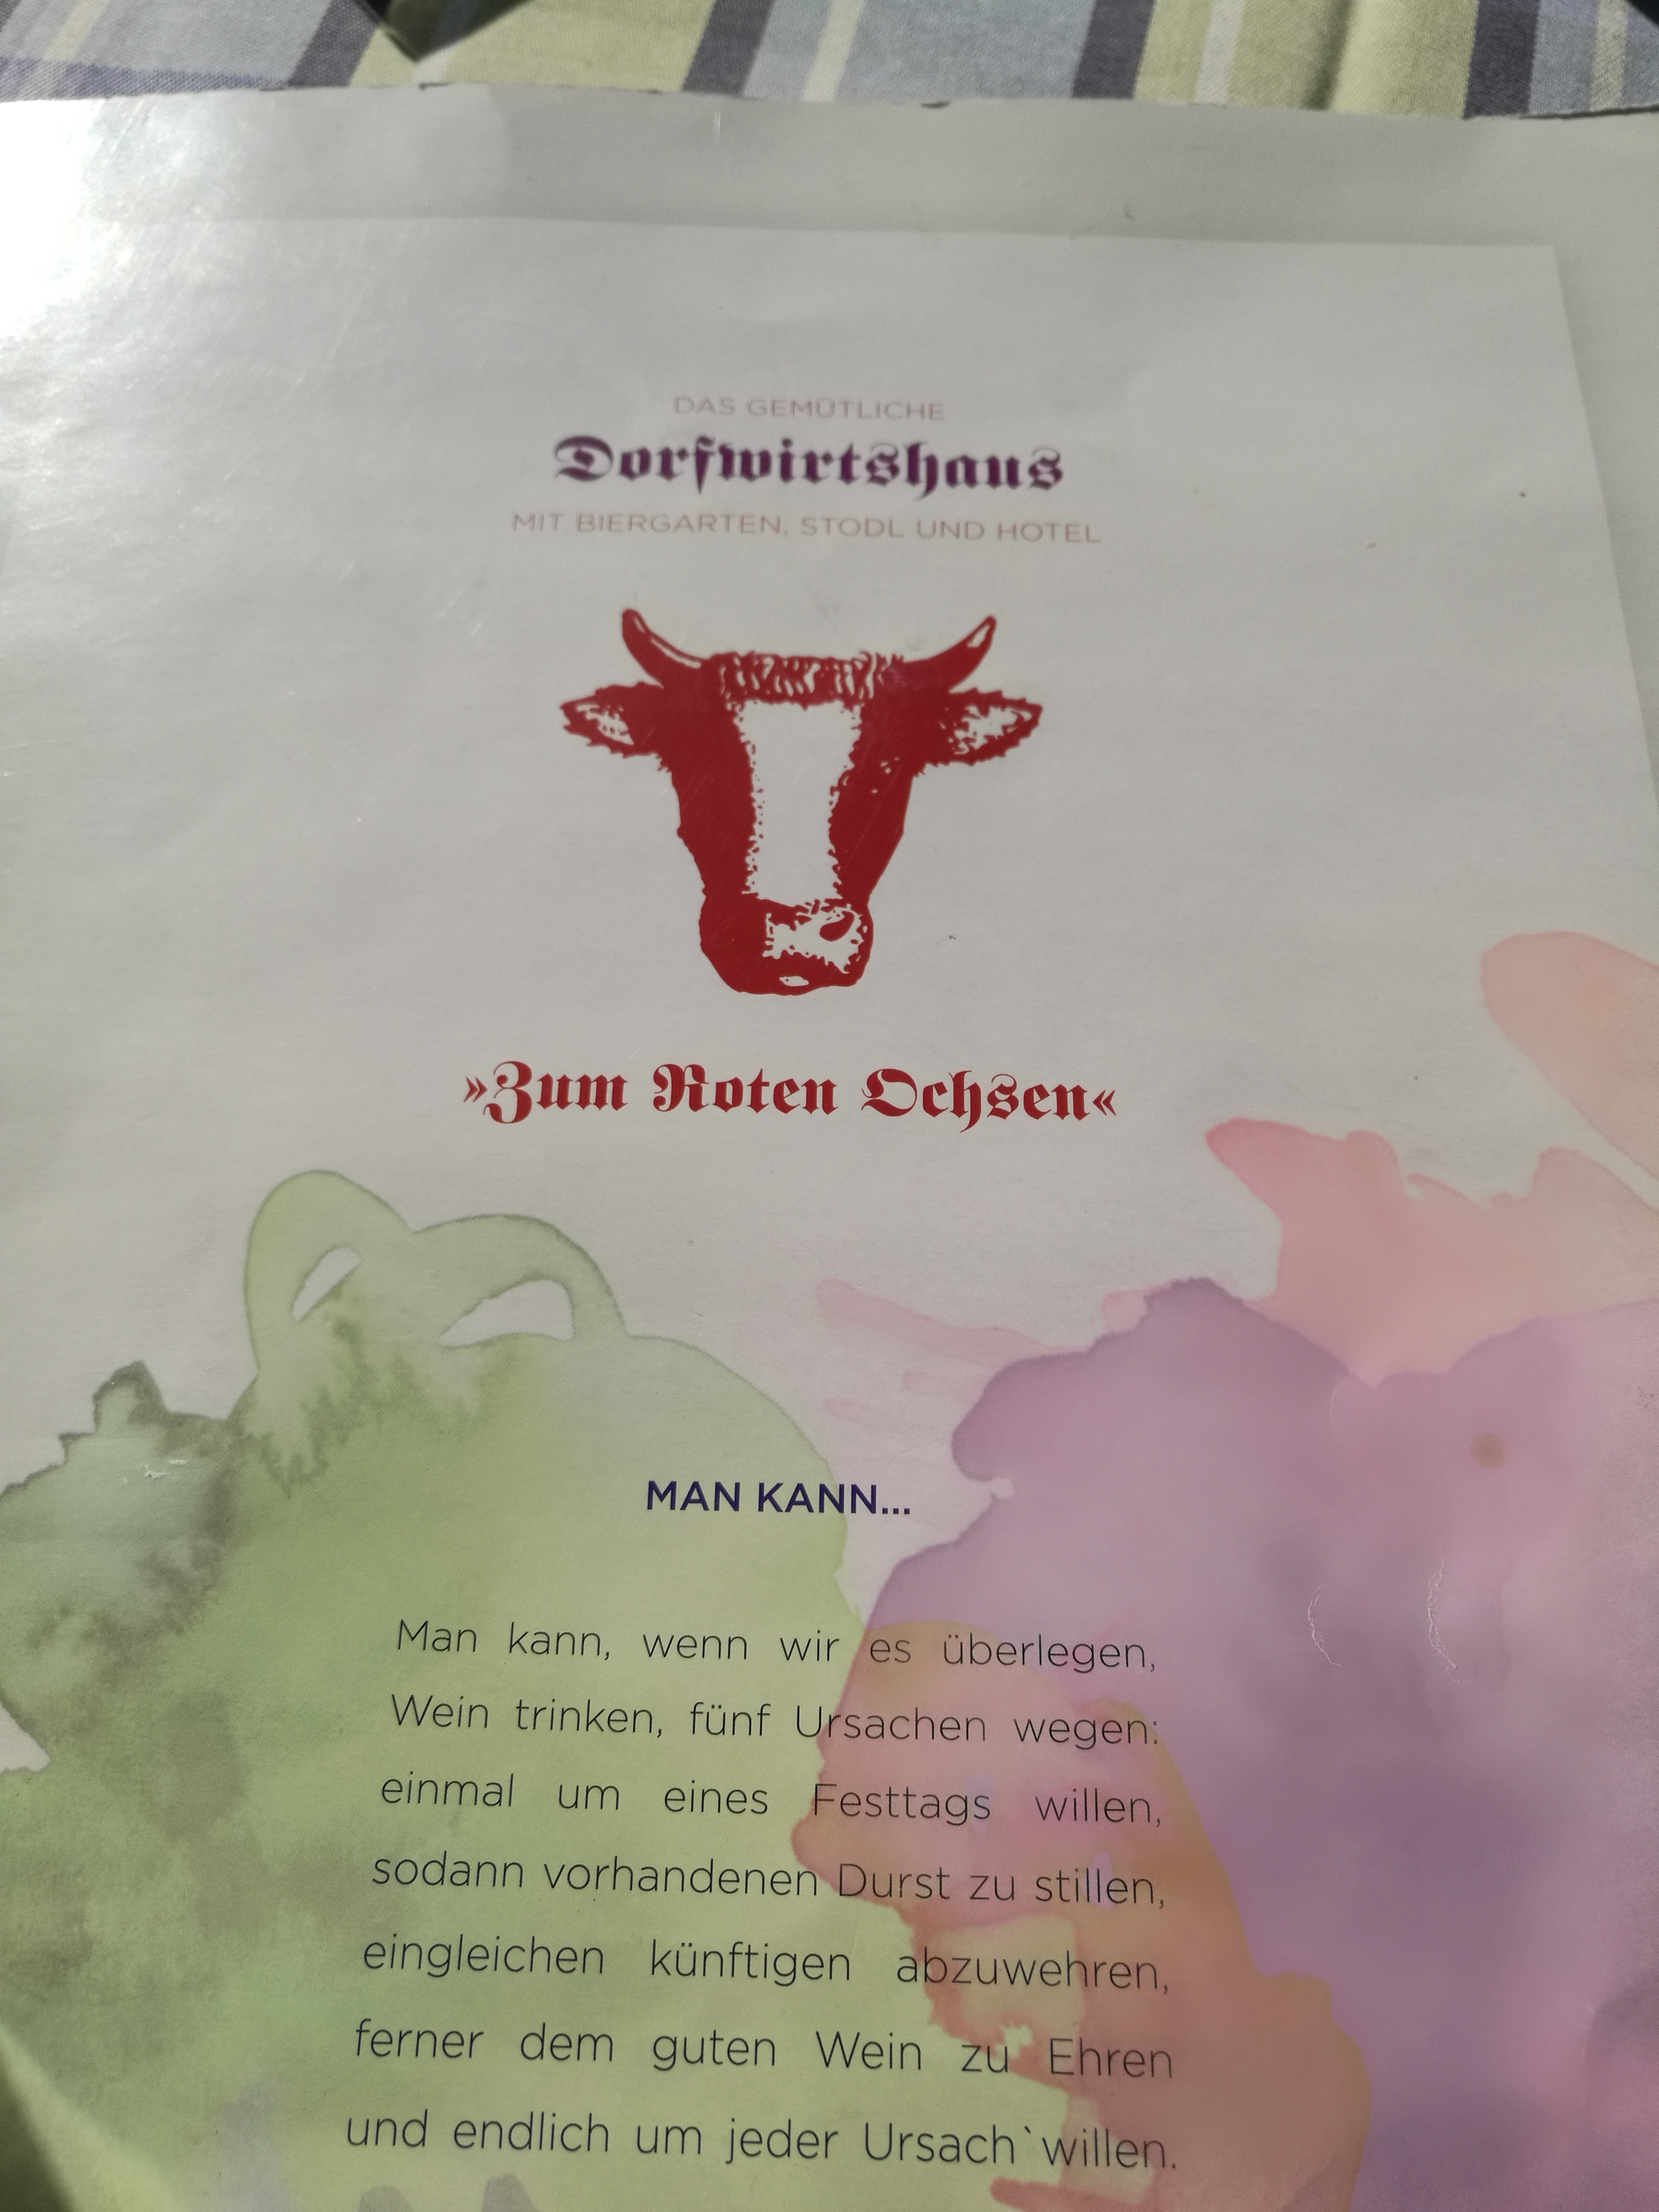 DAS GEMÜTLICHE
Dorfwirtshaus
MIT BIERGARTEN, STODL UND HOTEL
»Zum Roten Ochsen«
MAN KANN...
Man kann, wenn wir es überlegen,
Wein trinken, fünf Ursachen wegen:
einmal um eines Festtags willen,
sodann vorhandenen Durst zu stillen,
eingleichen künftigen abzuwehren,
ferner dem guten Wein zu Ehren
und endlich um jeder Ursach`willen.